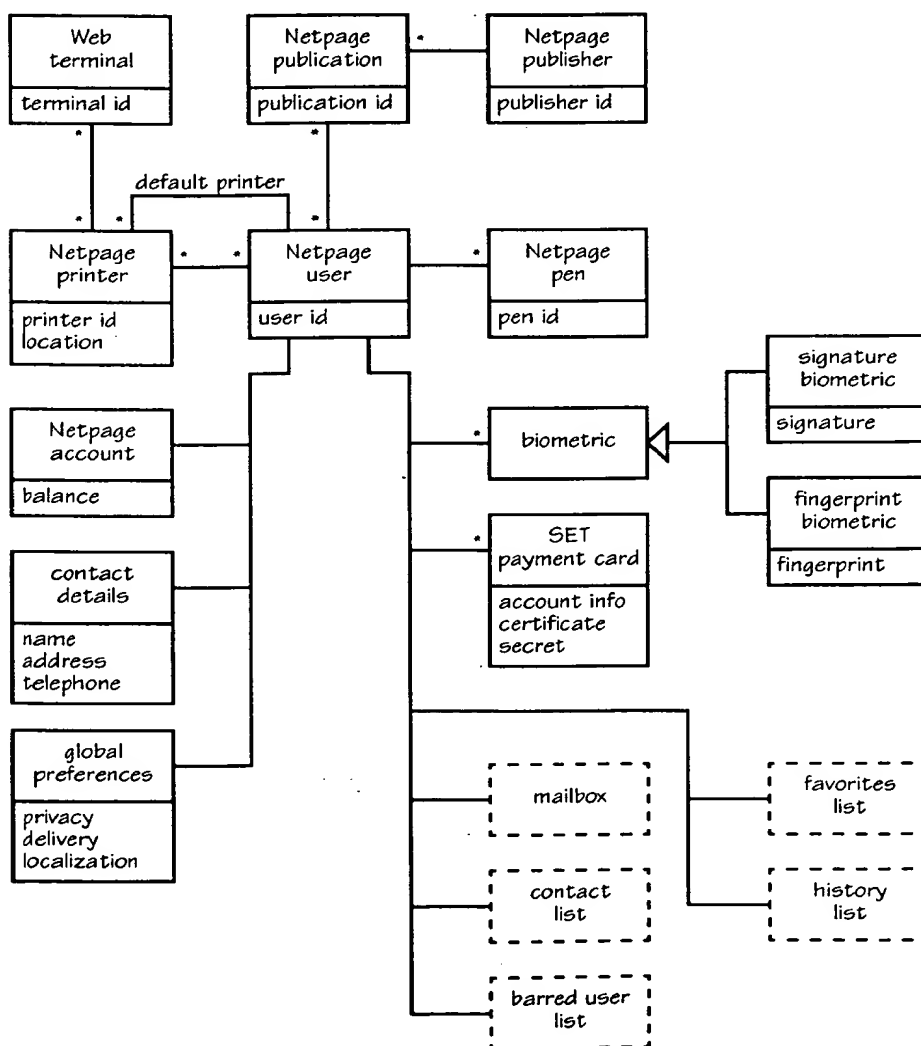 Web
terminal
terminal id
Netpage
publication
publication id
Netpage
publisher
publisher id
*
*
*
default printer
*
*
*
Netpage
printer
printer id
location
*
*
Netpage
user
user id
*
Netpage
pen
pen id
Netpage
account
balance
*
biometric
signature
biometric
signature
fingerprint
biometric
fingerprint
contact
details
name
address
telephone
*
SET
payment card
account info
certificate
secret
global
preferences
privacy
delivery
localization
mailbox
favorites
list
contact
list
history
list
barred user
list